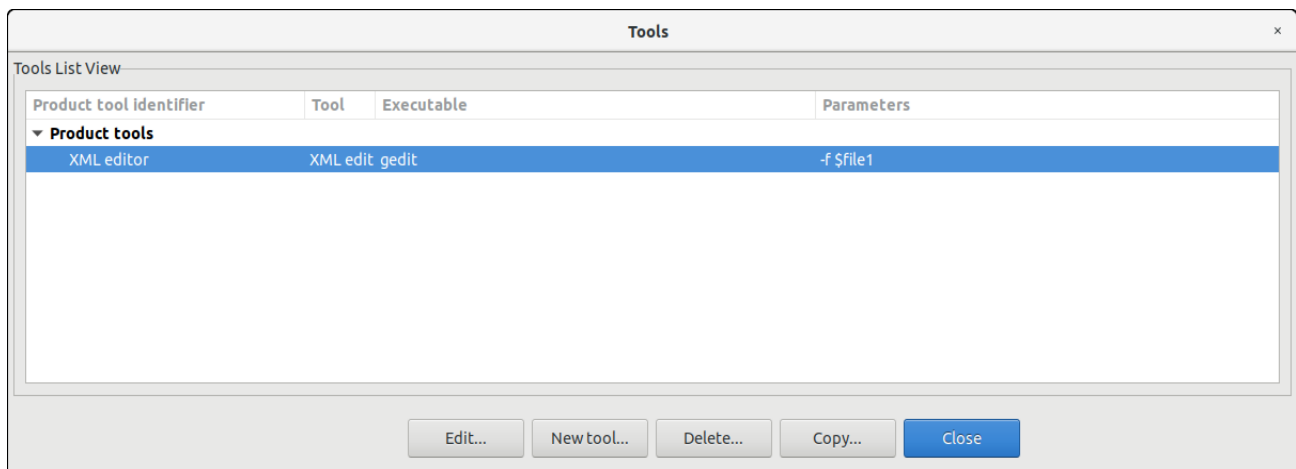 Tools
×
Tools List View
Product tool identifier Tool Executable Parameters
Product tools
XML editor XML edit gedit -f $file1
Edit... New tool... Delete... Copy... Close